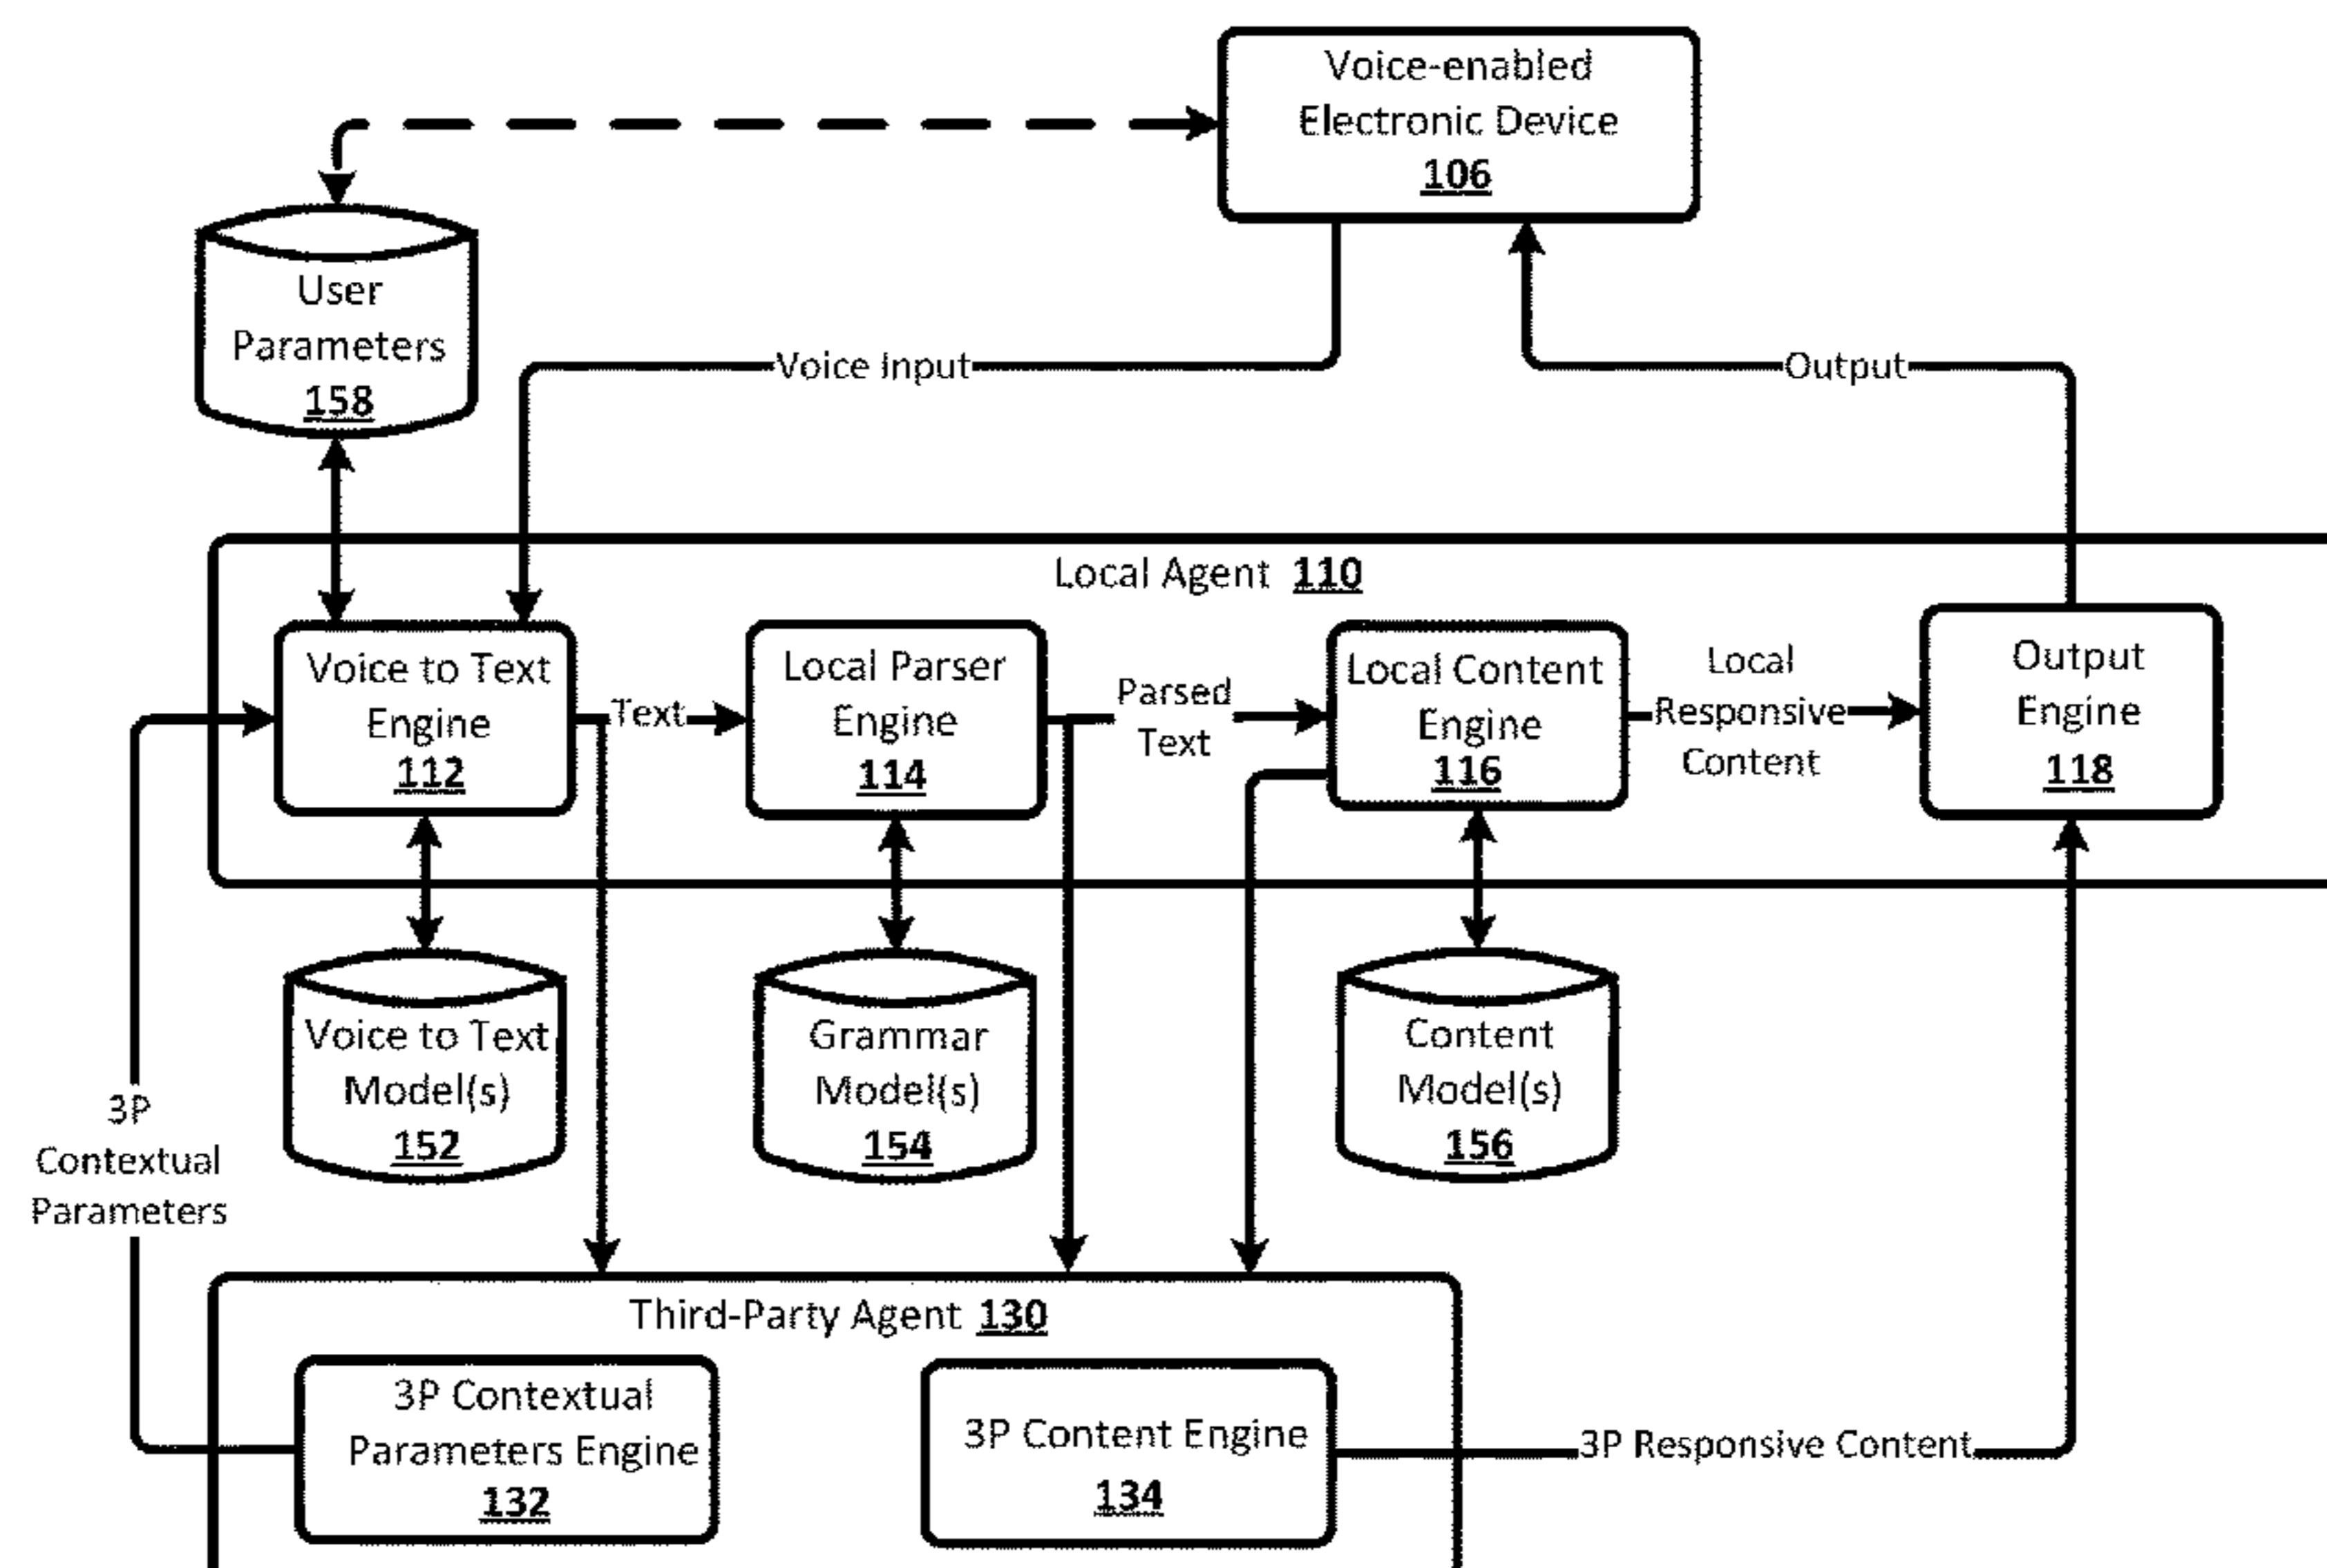 Voice-enabled
Electronic Device
106
User
Parameters
158
Voice Input
Output
Local Agent 110
Voice to Text
Engine
112
Text
Local Parser
Engine
114
Parsed
Text
Local Content
Engine
116
Local
Responsive
Content
Output
Engine
118
Voice to Text
Model(s)
152
Grammar
Model(s)
154
Content
Model(s)
156
3P
Contextual
Parameters
Third-Party Agent 130
3P Contextual
Parameters Engine
132
3P Content Engine
134
3P Responsive Content